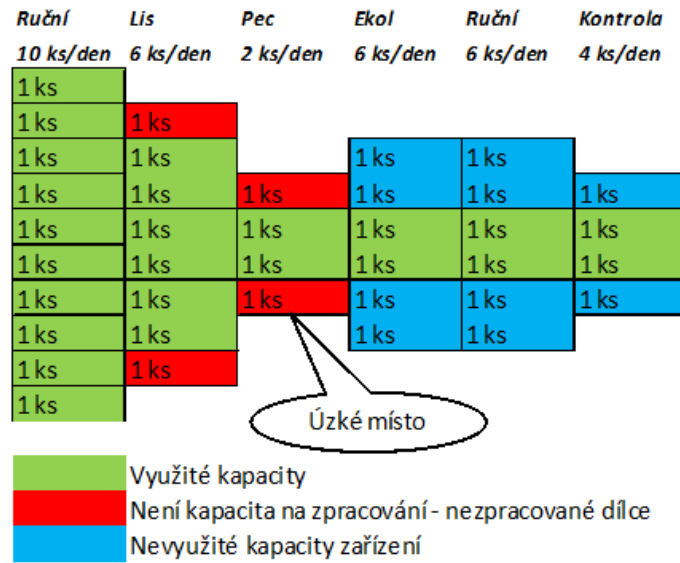 Ruční Lis Pec Ekol Ruční Kontrola
10 ks/den 6 ks/den 2 ks/den 6 ks/den 6 ks/den 4 ks/den
1 ks
1 ks 1 ks
1 ks 1 ks 1 ks 1 ks
1 ks 1 ks 1 ks 1 ks 1 ks 1 ks
1 ks 1 ks 1 ks 1 ks 1 ks 1 ks
1 ks 1 ks 1 ks 1 ks 1 ks 1 ks
1 ks 1 ks 1 ks 1 ks 1 ks 1 ks
1 ks 1 ks 1 ks 1 ks
1 ks 1 ks
1 ks
Úzké místo
Využité kapacity
Není kapacita na zpracování - nezpracované dílce
Nevyužité kapacity zařízení